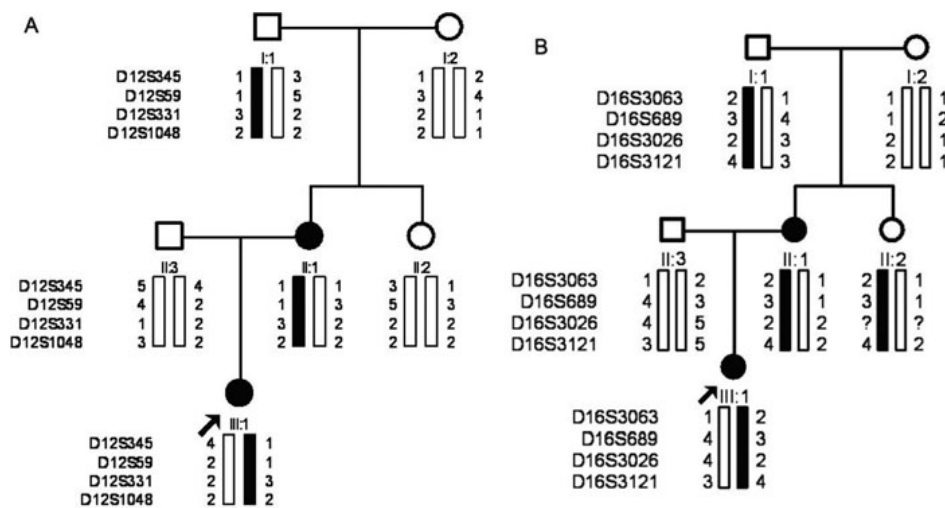 A
I:1
I:2
D12S345 1 3 1 2
D12S59 1 5 3 4
D12S331 3 2 2 1
D12S1048 2 2 2 1
II:3
II:1
II:2
D12S345 5 4 1 1 3 1
D12S59 4 2 1 3 5 3
D12S331 1 2 3 2 2 2
D12S1048 3 2 2 2 2 2
III:1
D12S345 4 1
D12S59 2 1
D12S331 2 3
D12S1048 2 2
B
I:1
I:2
D16S3063 2 1 1 1
D16S689 3 4 1 2
D16S3026 2 3 2 1
D16S3121 4 3 2 1
II:3
II:1
II:2
D16S3063 1 2 2 1 2 1
D16S689 4 3 3 1 3 1
D16S3026 4 5 2 2 ? ?
D16S3121 3 5 4 2 4 2
III:1
D16S3063 1 2
D16S689 4 3
D16S3026 4 2
D16S3121 3 4